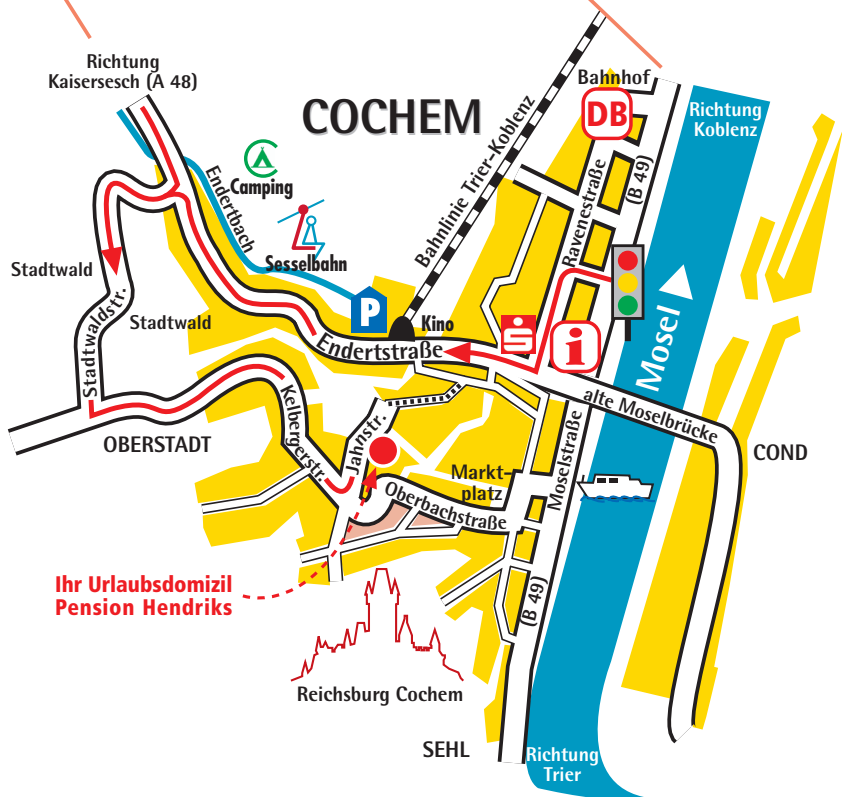 Richtung
Kaisersesch (A 48)
COCHEM
Bahnhof
DB
Richtung
Koblenz
Camping
Endertbach
Sesselbahn
Bahnlinie Trier-Koblenz
Ravenestraße
(B 49)
Stadtwald
Stadtwald
Stadtwaldstr.
P
Kino
S
i
Endertstraße
Mosel
alte Moselbrücke
COND
OBERSTADT
Kelbergerstr.
Jahnstr.
Markt-
platz
Oberbachstraße
Moselstraße
(B 49)
Ihr Urlaubsdomizil
Pension Hendriks
Reichsburg Cochem
SEHL
Richtung
Trier